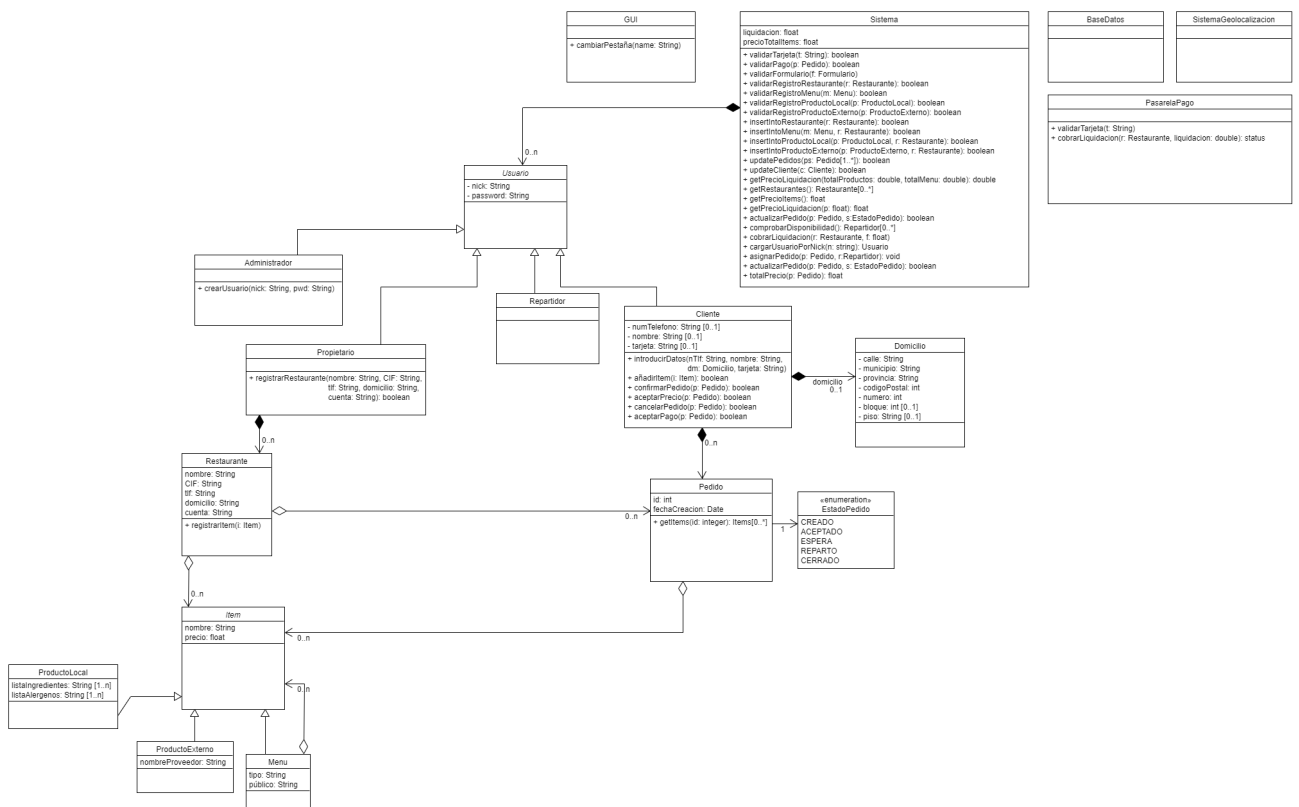 GUI
+ cambiarPestaña(name: String)
Sistema
liquidacion: float
precioTotalItems: float
+ validarTarjeta(t: String): boolean
+ validarPago(p: Pedido): boolean
+ validarFormulario(f: Formulario)
+ validarRegistroRestaurante(r: Restaurante): boolean
+ validarRegistroMenu(m: Menu): boolean
+ validarRegistroProductoLocal(p: ProductoLocal): boolean
+ validarRegistroProductoExterno(p: ProductoExterno): boolean
+ insertIntoRestaurante(r: Restaurante): boolean
+ insertIntoMenu(m: Menu, r: Restaurante): boolean
+ insertIntoProductoLocal(p: ProductoLocal, r: Restaurante): boolean
+ insertIntoProductoExterno(p: ProductoExterno, r: Restaurante): boolean
+ updatePedidos(ps: Pedido[1..*]): boolean
+ updateCliente(c: Cliente): boolean
+ getPrecioLiquidacion(totalProductos: double, totalMenu: double): double
+ getRestaurantes(): Restaurante[0..*]
+ getPrecioItems(): float
+ getPrecioLiquidacion(p: float): float
+ actualizarPedido(p: Pedido, s:EstadoPedido): boolean
+ comprobarDisponibilidad(): Repartidor[0..*]
+ cobrarLiquidacion(r: Restaurante, f: float)
+ cargarUsuarioPorNick(n: string): Usuario
+ asignarPedido(p: Pedido, r:Repartidor): void
+ actualizarPedido(p: Pedido, s: EstadoPedido): boolean
+ totalPrecio(p: Pedido): float
BaseDatos
SistemaGeolocalizacion
PasarelaPago
+ validarTarjeta(t: String)
+ cobrarLiquidacion(r: Restaurante, liquidacion: double): status
0..n
Usuario
- nick: String
- password: String
Administrador
+ crearUsuario(nick: String, pwd: String)
Repartidor
Propietario
+ registrarRestaurante(nombre: String, CIF: String,
tlf: String, domicilio: String,
cuenta: String): boolean
Cliente
- numTelefono: String [0..1]
- nombre: String [0..1]
- tarjeta: String [0..1]
+ introducirDatos(nTlf: String, nombre: String,
dm: Domicilio, tarjeta: String)
+ añadirItem(i: Item): boolean
+ confirmarPedido(p: Pedido): boolean
+ aceptarPrecio(p: Pedido): boolean
+ cancelarPedido(p: Pedido): boolean
+ aceptarPago(p: Pedido): boolean
domicilio
0..1
Domicilio
- calle: String
- municipio: String
- provincia: String
- codigoPostal: int
- numero: int
- bloque: int [0..1]
- piso: String [0..1]
0..n
0..n
Restaurante
nombre: String
CIF: String
tlf: String
domicilio: String
cuenta: String
+ registrarItem(i: Item)
0..n
Pedido
id: int
fechaCreacion: Date
+ getItems(id: integer): Items[0..*]
1
«enumeration»
EstadoPedido
CREADO
ACEPTADO
ESPERA
REPARTO
CERRADO
0..n
Item
nombre: String
precio: float
0..n
ProductoLocal
listaIngredientes: String [1..n]
listaAlergenos: String [1..n]
0..n
ProductoExterno
nombreProveedor: String
Menu
tipo: String
público: String